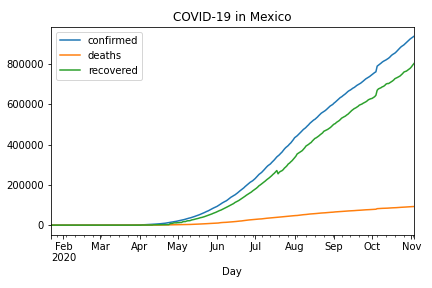 COVID-19 in Mexico
confirmed
deaths
recovered
800000
600000
400000
200000
0
Feb Mar Apr May Jun Jul Aug Sep Oct Nov
2020
Day